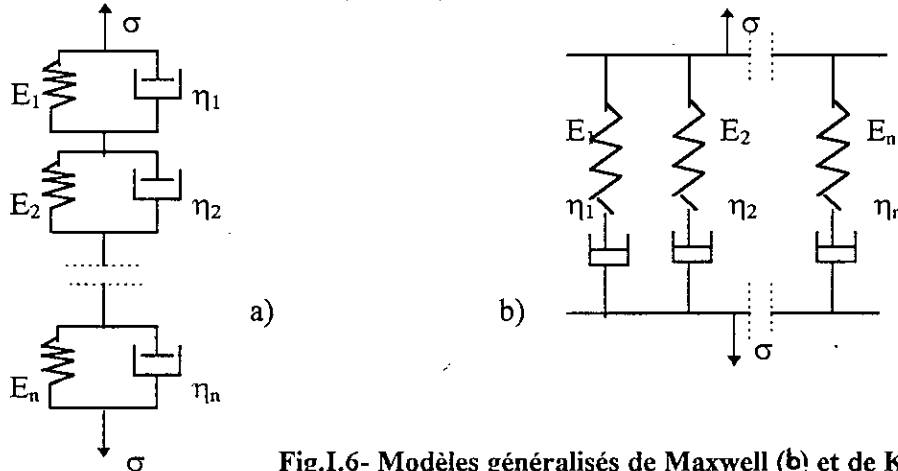 σ
σ
E₁
η₁
E₁
E₂
Eₙ
E₂
η₂
η₁
η₂
ηₙ
a)
b)
Eₙ
ηₙ
σ
σ
Fig.I.6- Modèles généralisés de Maxwell (b) et de K